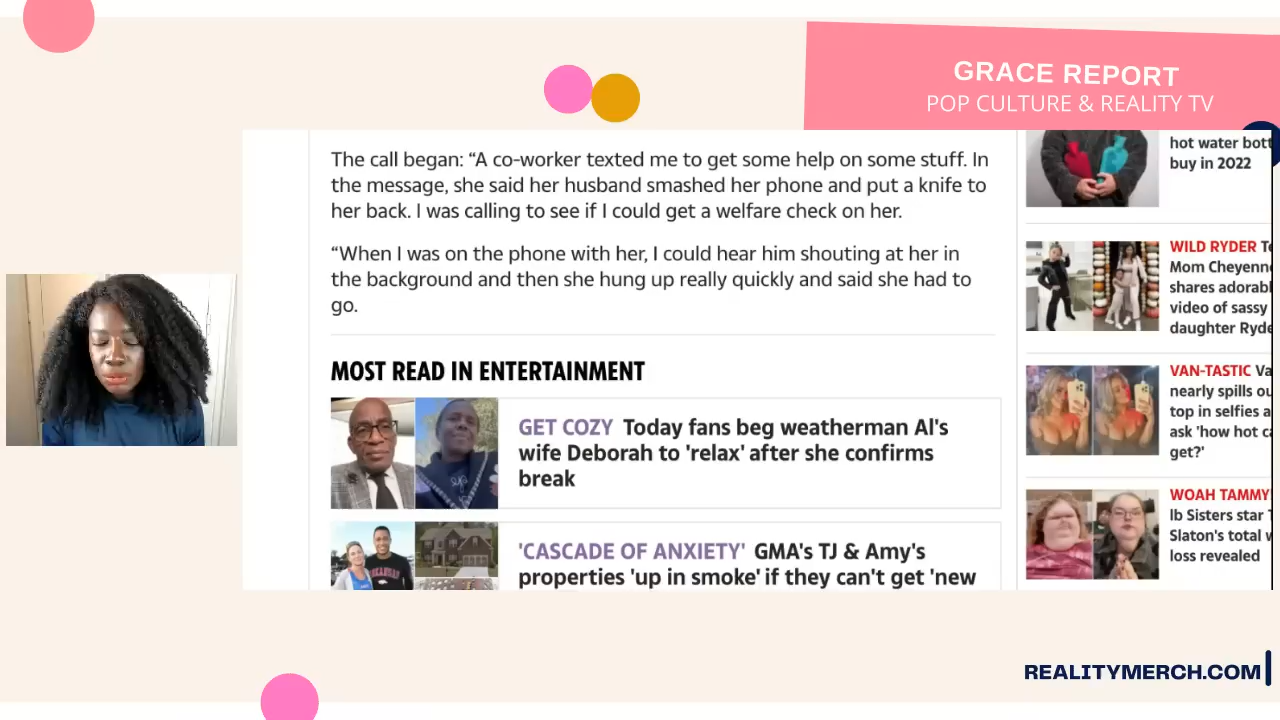 GRACE REPORT
POP CULTURE & REALITY TV
The call began: “A co-worker texted me to get some help on some stuff. In
the message, she said her husband smashed her phone and put a knife to
her back. I was calling to see if I could get a welfare check on her.
“When I was on the phone with her, I could hear him shouting at her in
the background and then she hung up really quickly and said she had to
go.
MOST READ IN ENTERTAINMENT
GET COZY Today fans beg weatherman Al's
wife Deborah to 'relax' after she confirms
break
'CASCADE OF ANXIETY' GMA's TJ & Amy's
properties 'up in smoke' if they can't get 'new
hot water bott
buy in 2022
WILD RYDER Te
Mom Cheyenn
shares adorabl
video of sassy
daughter Ryde
VAN-TASTIC Va
nearly spills ou
top in selfies a
ask 'how hot ca
get?'
WOAH TAMMY
lb Sisters star T
Slaton's total w
loss revealed
REALITYMERCH.COM